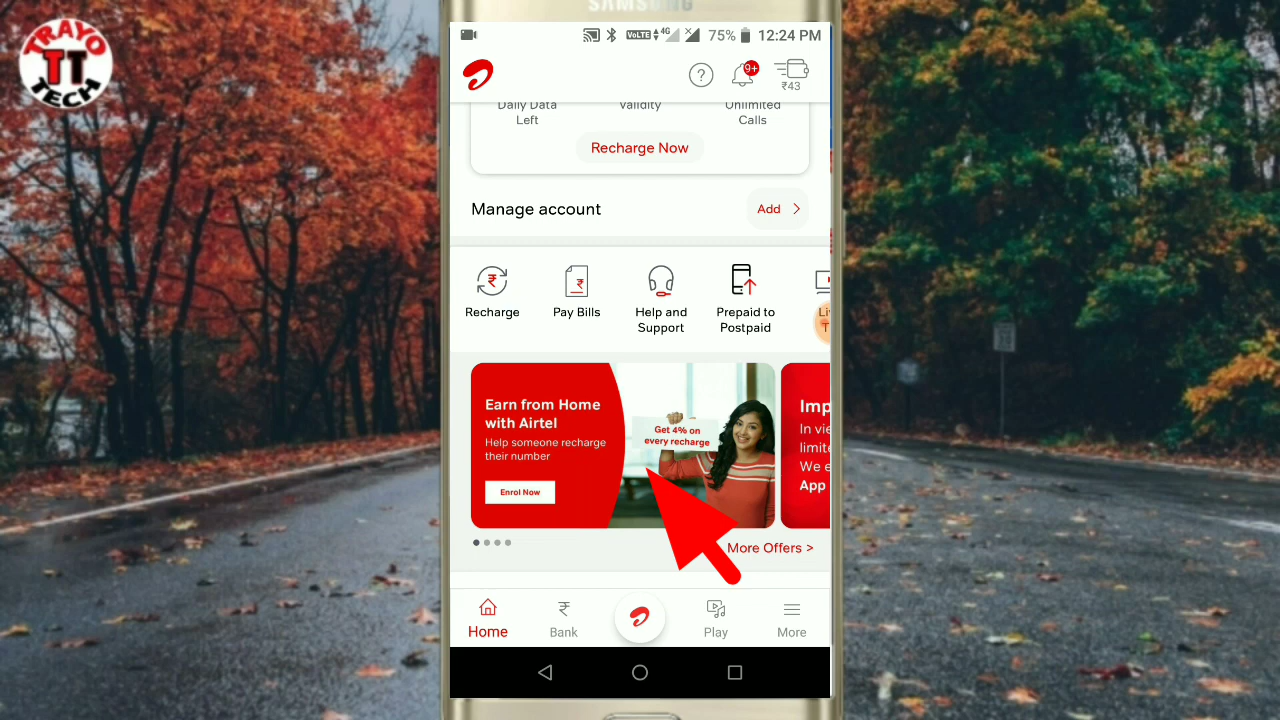 TRAYO
TT
TECH
SAMSUNG
VoLTE 4G 75% 12:24 PM
? 9+
₹43
Daily Data
Left
Validity
Unlimited
Calls
Recharge Now
Manage account
Add >
Recharge
Pay Bills
Help and
Support
Prepaid to
Postpaid
Li
T
Earn from Home
with Airtel
Help someone recharge
their number
Enrol Now
Get 4% on
every recharge
Imp
In vie
limite
We e
App
More Offers >
Home
Bank
Play
More